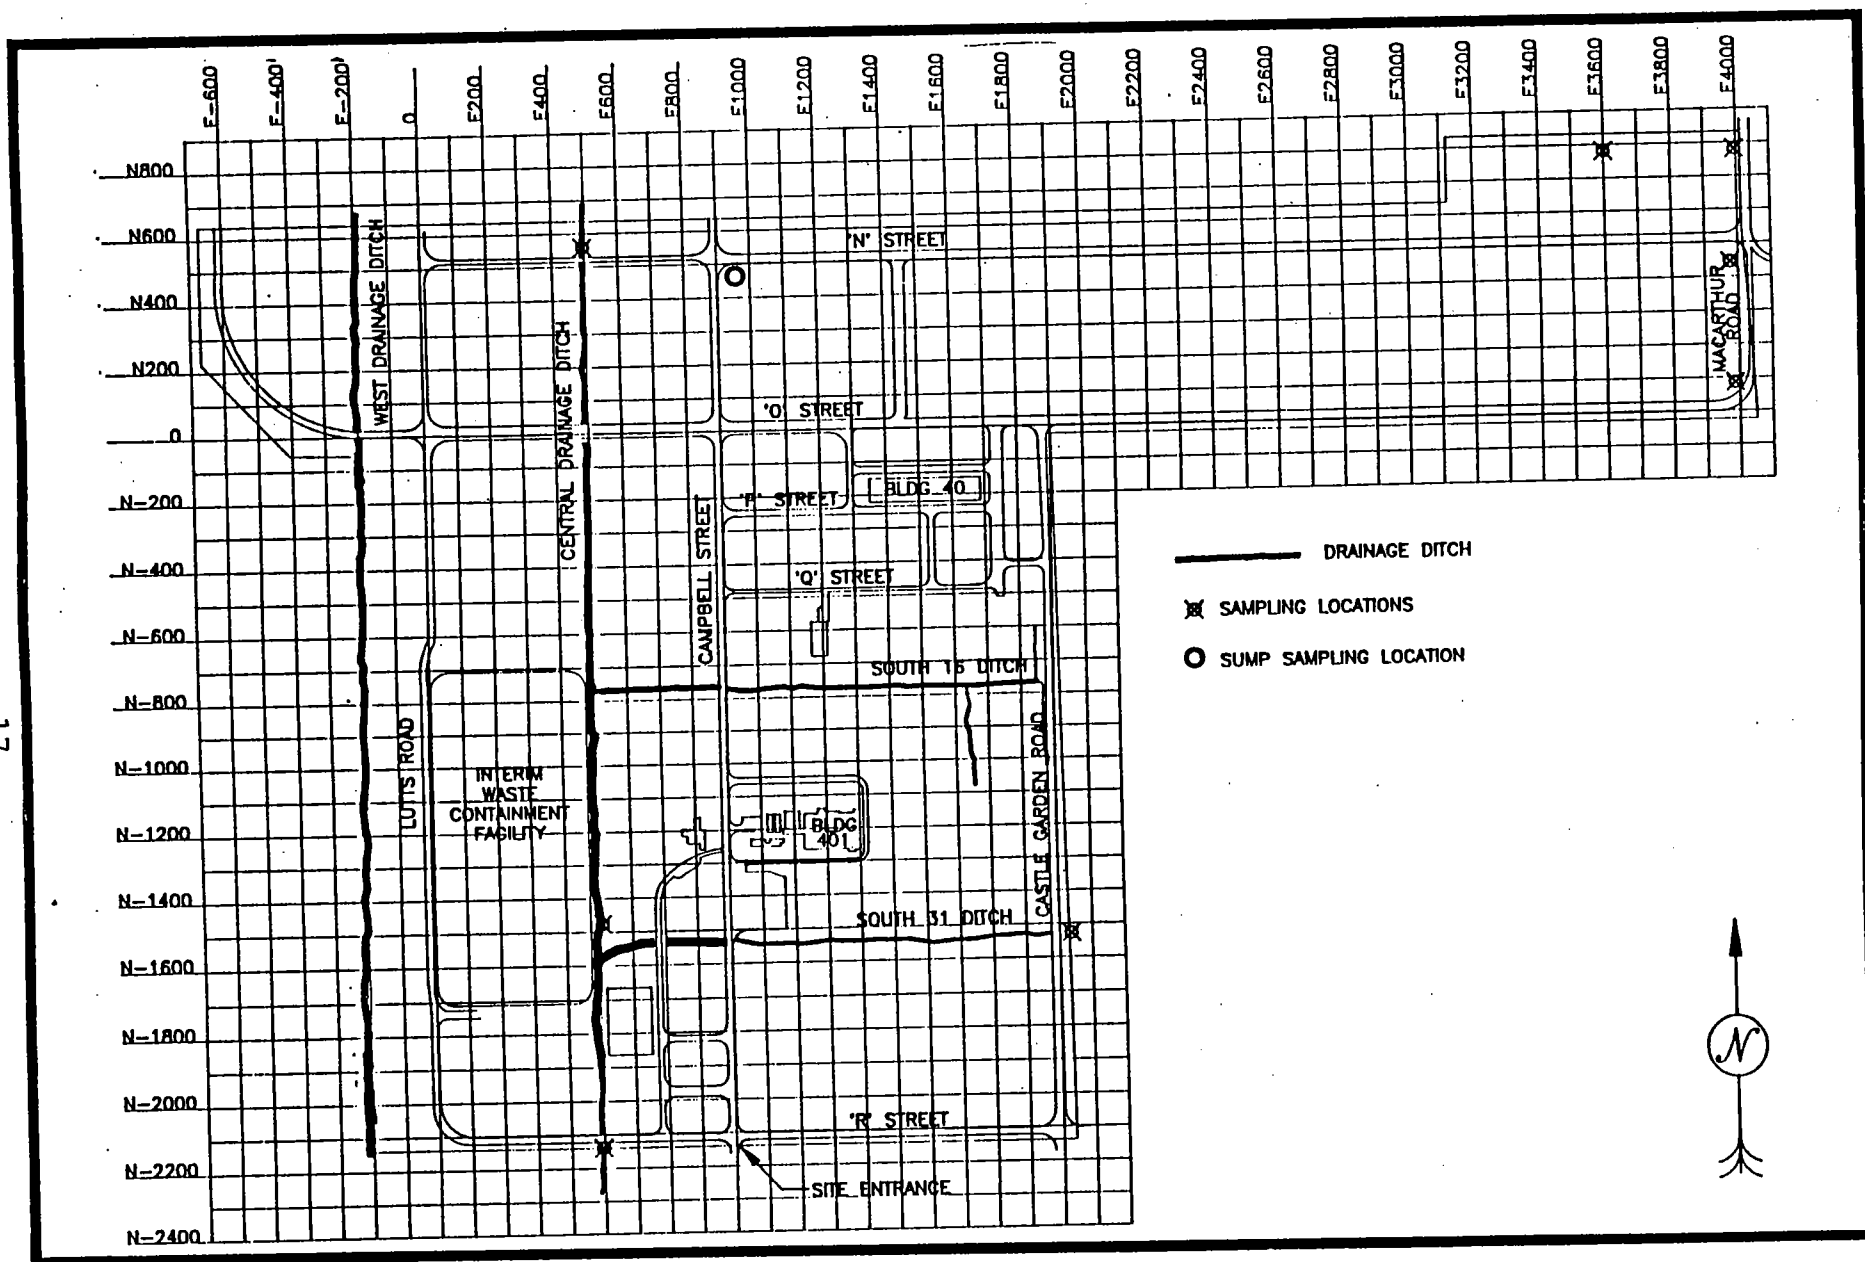 E-600
E-400'
E-200'
0
E200
E400
E600
E800
E1000
E1200
E1400
E1600
E1800
E2000
E2200
E2400
E2600
E2800
E3000
E3200
E3400
E3600
E3800
E4000
N800
N600
N400
N200
0
N-200
N-400
N-600
N-800
N-1000
N-1200
N-1400
N-1600
N-1800
N-2000
N-2200
N-2400
WEST DRAINAGE DITCH
CENTRAL DRAINAGE DITCH
'N' STREET
MACARTHUR
ROAD
'O' STREET
'P' STREET
BLDG 40
CAMPBELL STREET
'Q' STREET
SOUTH 16 DITCH
LUTTS ROAD
INTERIM
WASTE
CONTAINMENT
FACILITY
BLDG
401
CASTLE GARDEN ROAD
SOUTH 31 DITCH
'R' STREET
SITE ENTRANCE
DRAINAGE DITCH
SAMPLING LOCATIONS
SUMP SAMPLING LOCATION
N